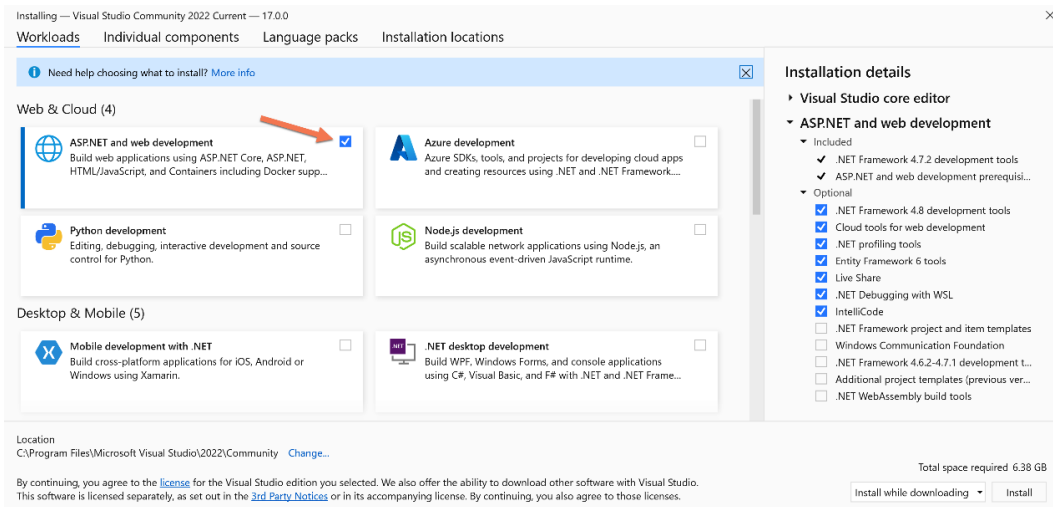 Installing — Visual Studio Community 2022 Current — 17.0.0
Workloads Individual components Language packs Installation locations
Need help choosing what to install? More info
Web & Cloud (4)
ASP.NET and web development
Build web applications using ASP.NET Core, ASP.NET,
HTML/JavaScript, and Containers including Docker supp...
Azure development
Azure SDKs, tools, and projects for developing cloud apps
and creating resources using .NET and .NET Framework....
Python development
Editing, debugging, interactive development and source
control for Python.
Node.js development
Build scalable network applications using Node.js, an
asynchronous event-driven JavaScript runtime.
Desktop & Mobile (5)
Mobile development with .NET
Build cross-platform applications for iOS, Android or
Windows using Xamarin.
.NET
.NET desktop development
Build WPF, Windows Forms, and console applications
using C#, Visual Basic, and F# with .NET and .NET Frame...
Installation details
Visual Studio core editor
ASP.NET and web development
Included
.NET Framework 4.7.2 development tools
ASP.NET and web development prerequisi...
Optional
.NET Framework 4.8 development tools
Cloud tools for web development
.NET profiling tools
Entity Framework 6 tools
Live Share
.NET Debugging with WSL
IntelliCode
.NET Framework project and item templates
Windows Communication Foundation
.NET Framework 4.6.2-4.7.1 development t...
Additional project templates (previous ver...
.NET WebAssembly build tools
Location
C:\Program Files\Microsoft Visual Studio\2022\Community Change...
By continuing, you agree to the license for the Visual Studio edition you selected. We also offer the ability to download other software with Visual Studio.
This software is licensed separately, as set out in the 3rd Party Notices or in its accompanying license. By continuing, you also agree to those licenses.
Total space required 6.38 GB
Install while downloading Install